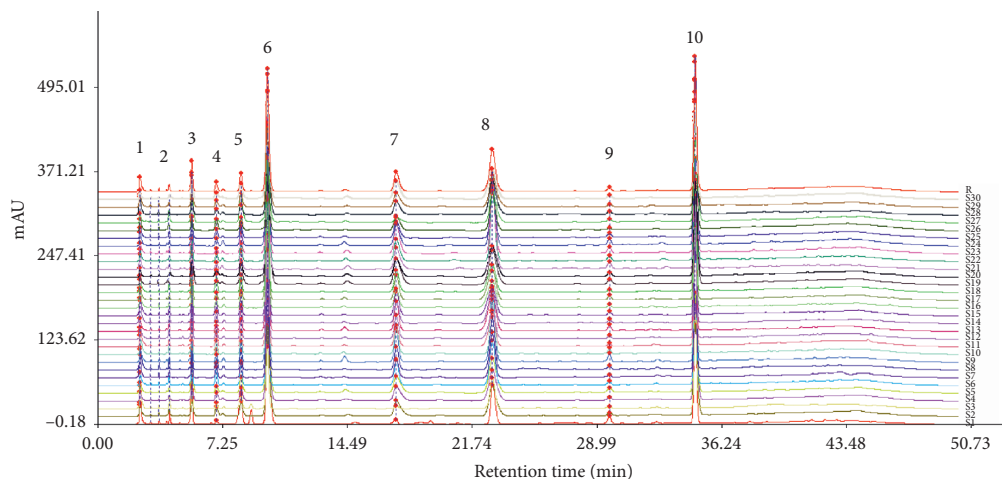 10
6
495.01
1
2
3
4
5
7
8
9
371.21
247.41
123.62
−0.18
mAU
R
S30
S29
S28
S27
S26
S25
S24
S23
S22
S21
S20
S19
S18
S17
S16
S15
S14
S13
S12
S11
S10
S9
S8
S7
S6
S5
S4
S3
S2
S1
0.00 7.25 14.49 21.74 28.99 36.24 43.48 50.73
Retention time (min)